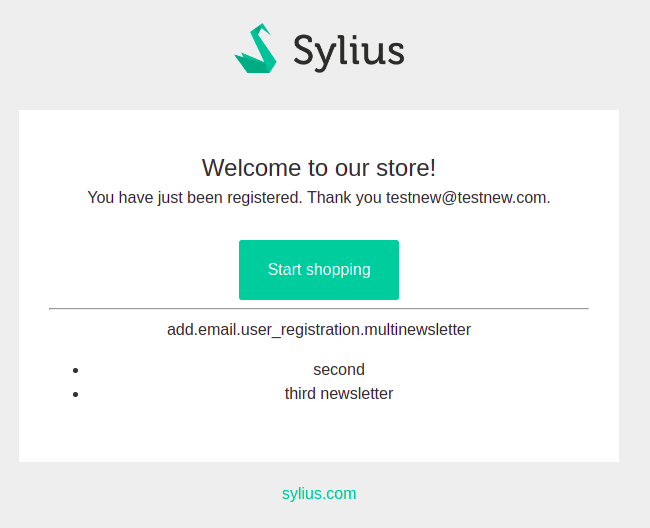 Sylius
Welcome to our store!
You have just been registered. Thank you testnew@testnew.com.
Start shopping
add.email.user_registration.multinewsletter
second
third newsletter
sylius.com